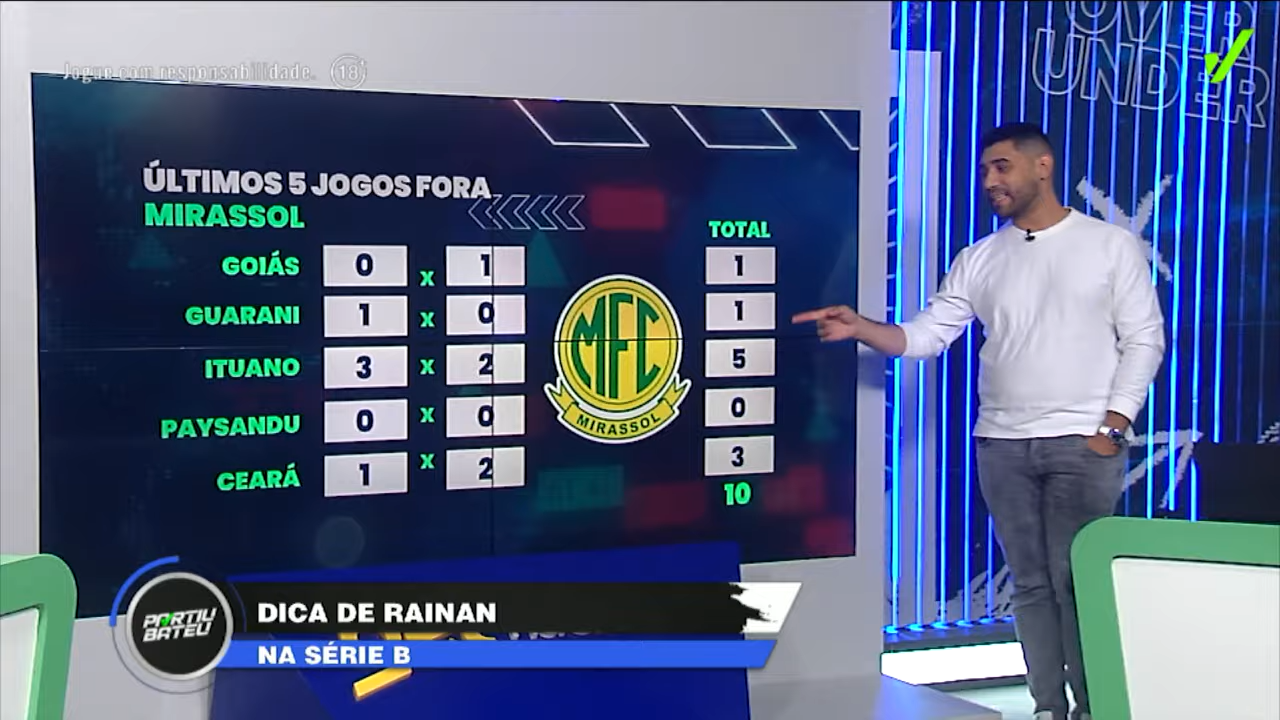 Jogue com responsabilidade. 18+
OVER
UNDER
ÚLTIMOS 5 JOGOS FORA
MIRASSOL
TOTAL
GOIÁS 0 x 1 1
GUARANI 1 x 0 1
ITUANO 3 x 2 5
PAYSANDU 0 x 0 0
CEARÁ 1 x 2 3
10
MFC
MIRASSOL
PARTIU
BATEU
DICA DE RAINAN
NA SÉRIE B